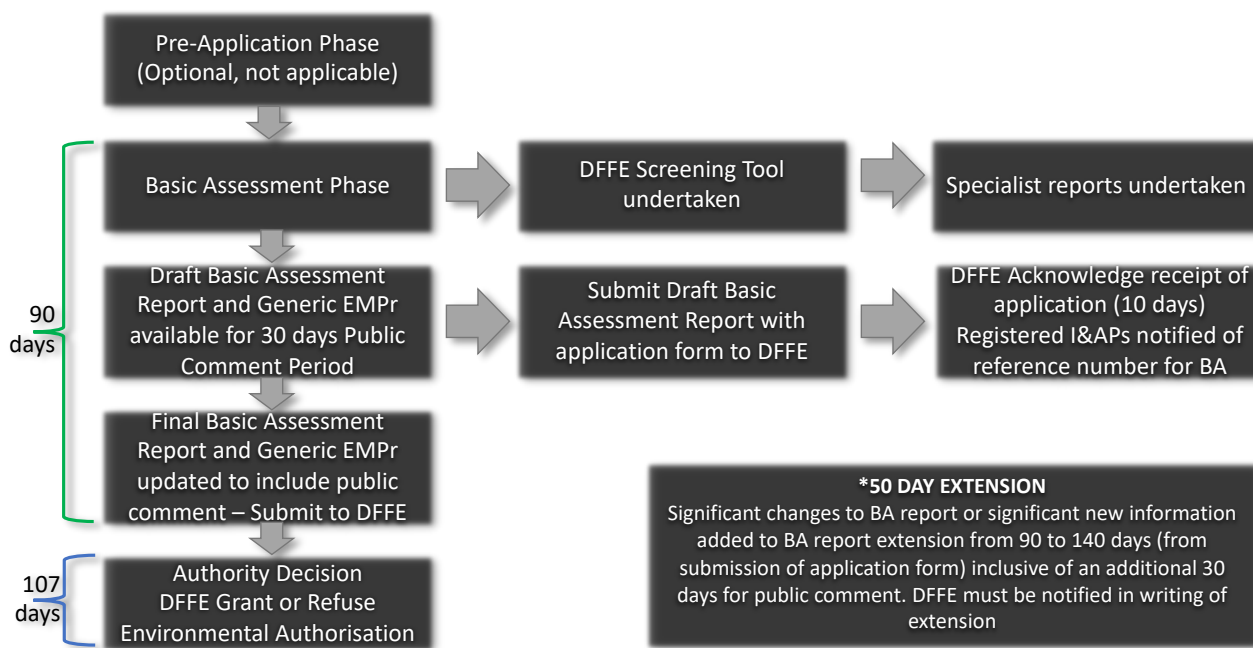 Pre-Application Phase
(Optional, not applicable)
Basic Assessment Phase
DFFE Screening Tool
undertaken
Specialist reports undertaken
90
days
Draft Basic Assessment
Report and Generic EMPr
available for 30 days Public
Comment Period
Submit Draft Basic
Assessment Report with
application form to DFFE
DFFE Acknowledge receipt of
application (10 days)
Registered I&APs notified of
reference number for BA
Final Basic Assessment
Report and Generic EMPr
updated to include public
comment – Submit to DFFE
*50 DAY EXTENSION
Significant changes to BA report or significant new information
added to BA report extension from 90 to 140 days (from
submission of application form) inclusive of an additional 30
days for public comment. DFFE must be notified in writing of
extension
107
days
Authority Decision
DFFE Grant or Refuse
Environmental Authorisation